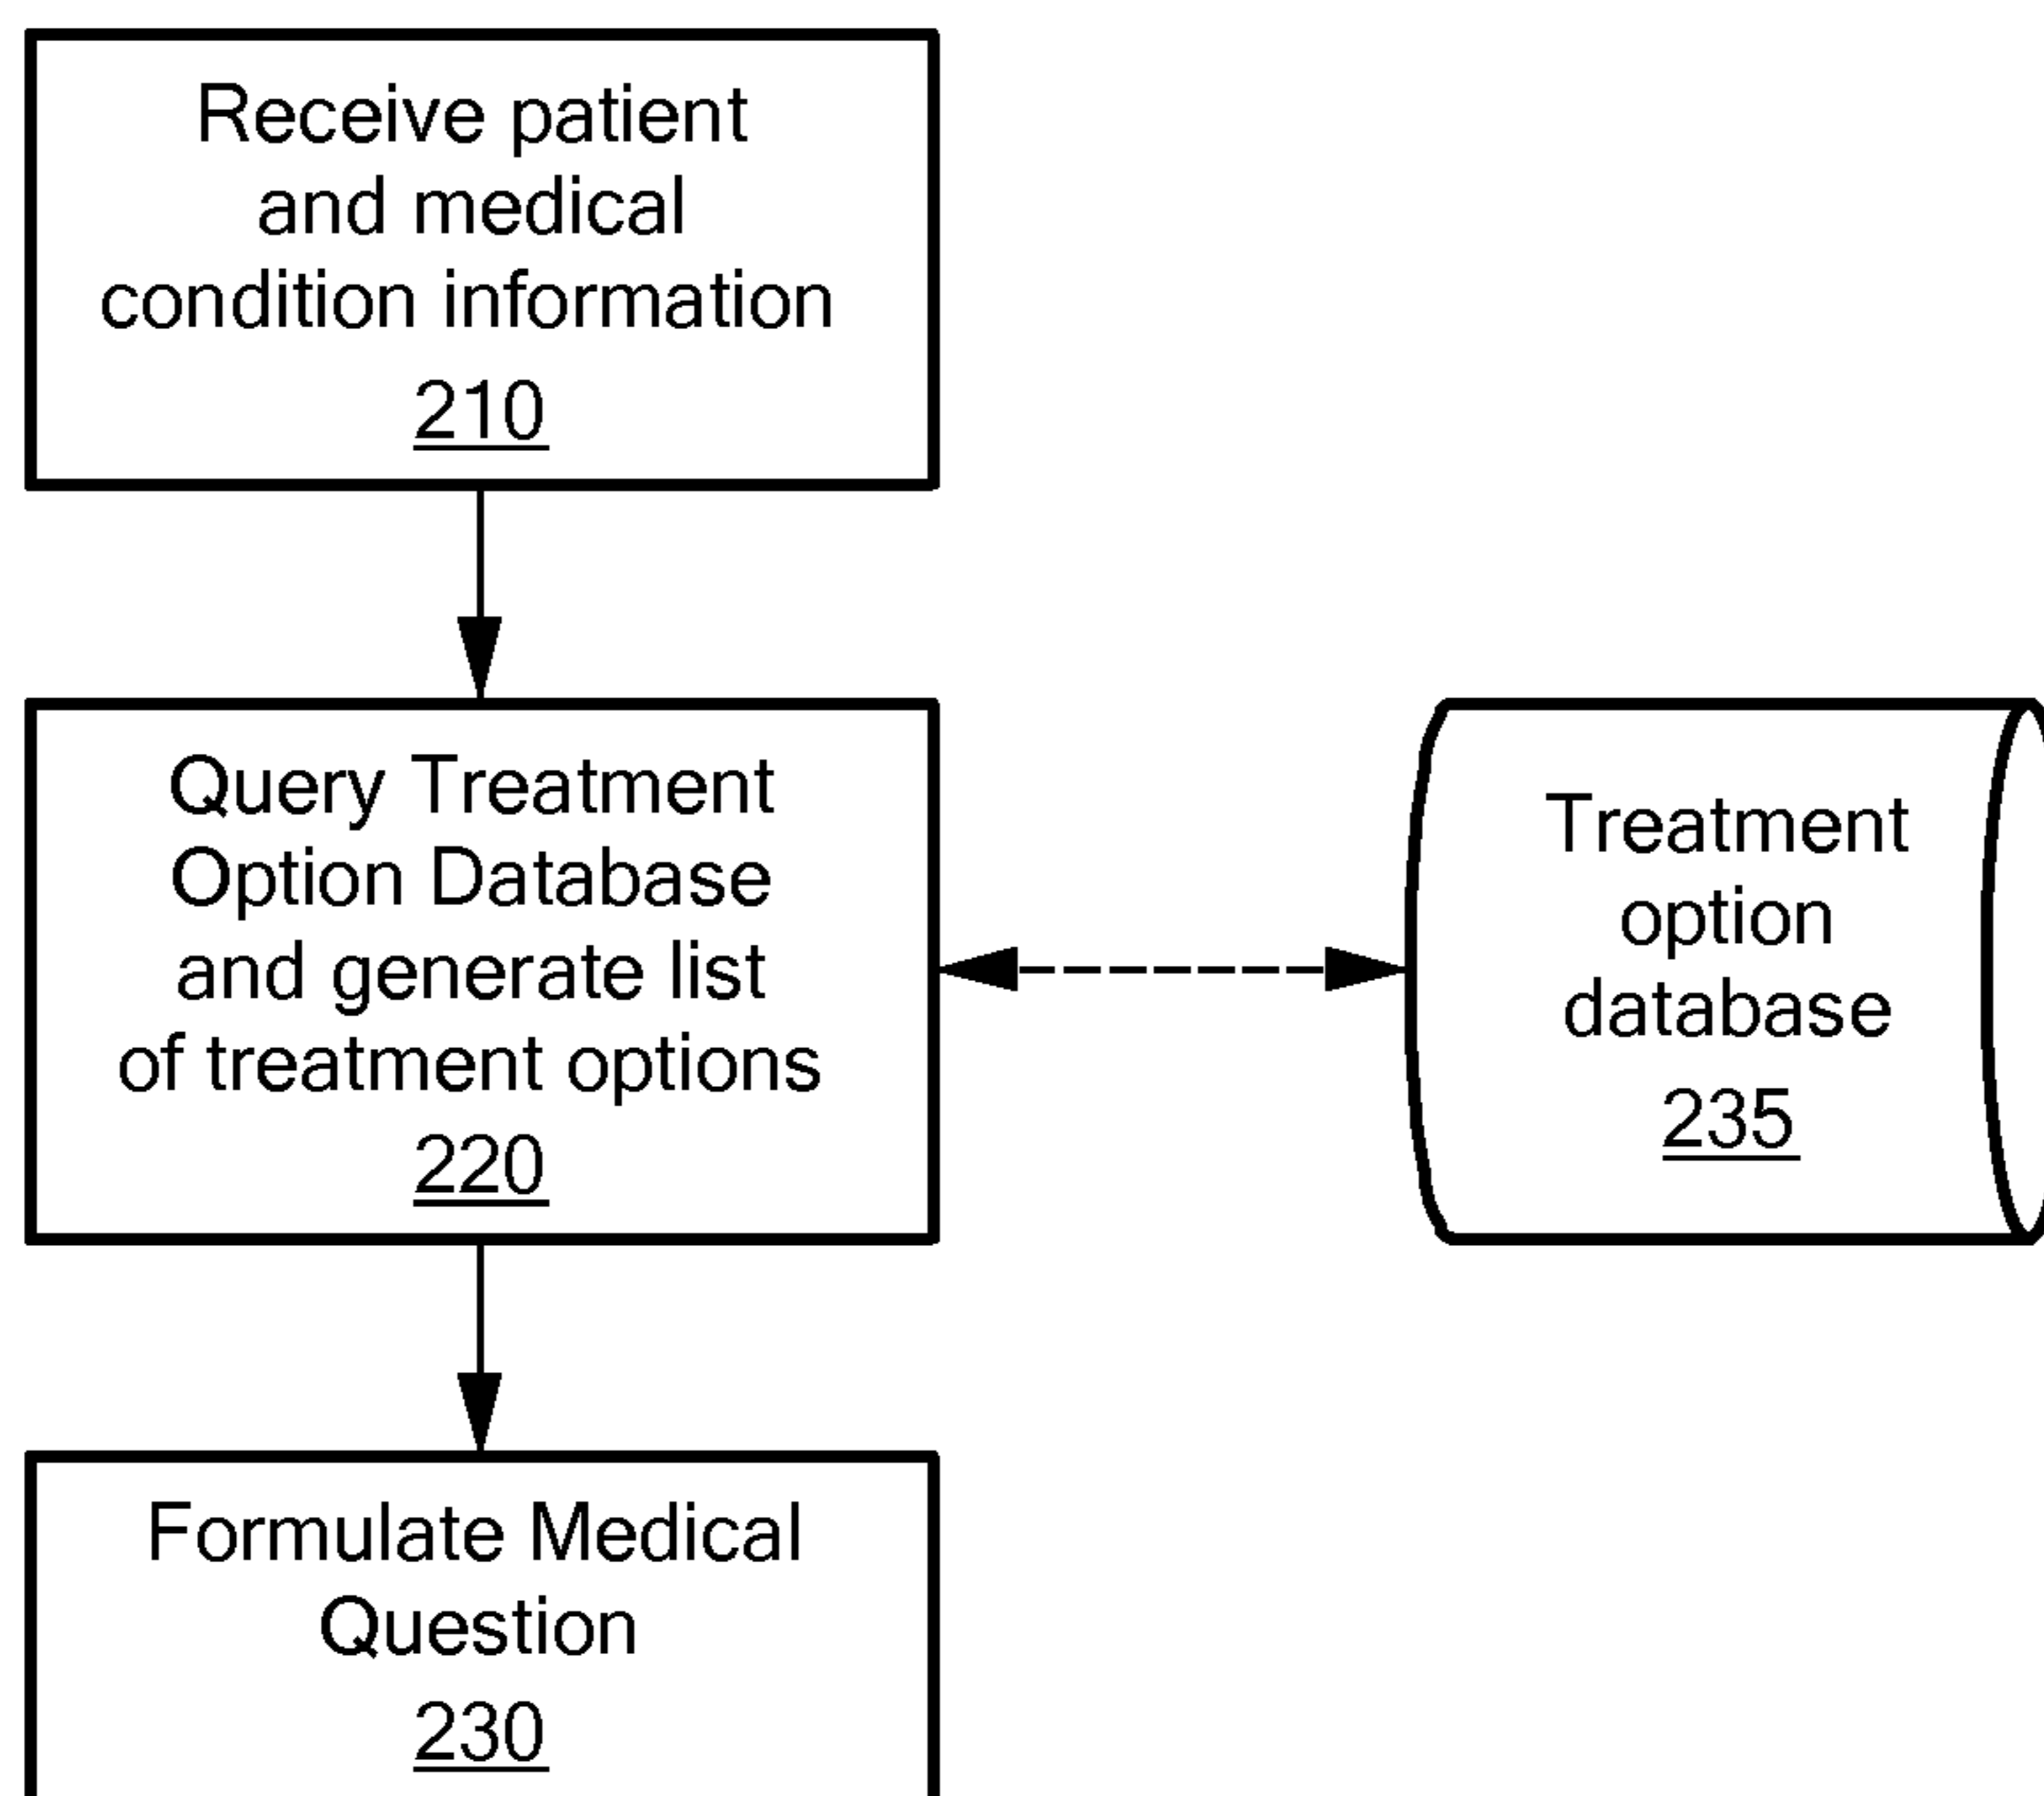 Receive patient
and medical
condition information
210
Query Treatment
Option Database
and generate list
of treatment options
220
Treatment
option
database
235
Formulate Medical
Question
230